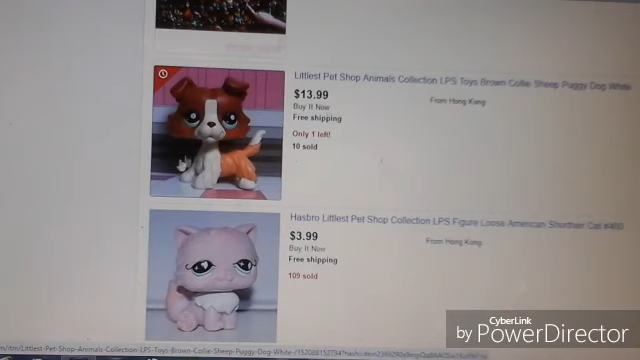 Littlest Pet Shop Animals Collection LPS Toys Brown Collie Sheep Puggy Dog White
$13.99
From Hong Kong
Buy It Now
Free shipping
Only 1 left!
10 sold
Hasbro Littlest Pet Shop Collection LPS Figure Loose American Shorthair Cat #460
$3.99
From Hong Kong
Buy It Now
Free shipping
109 sold
CyberLink
by PowerDirector